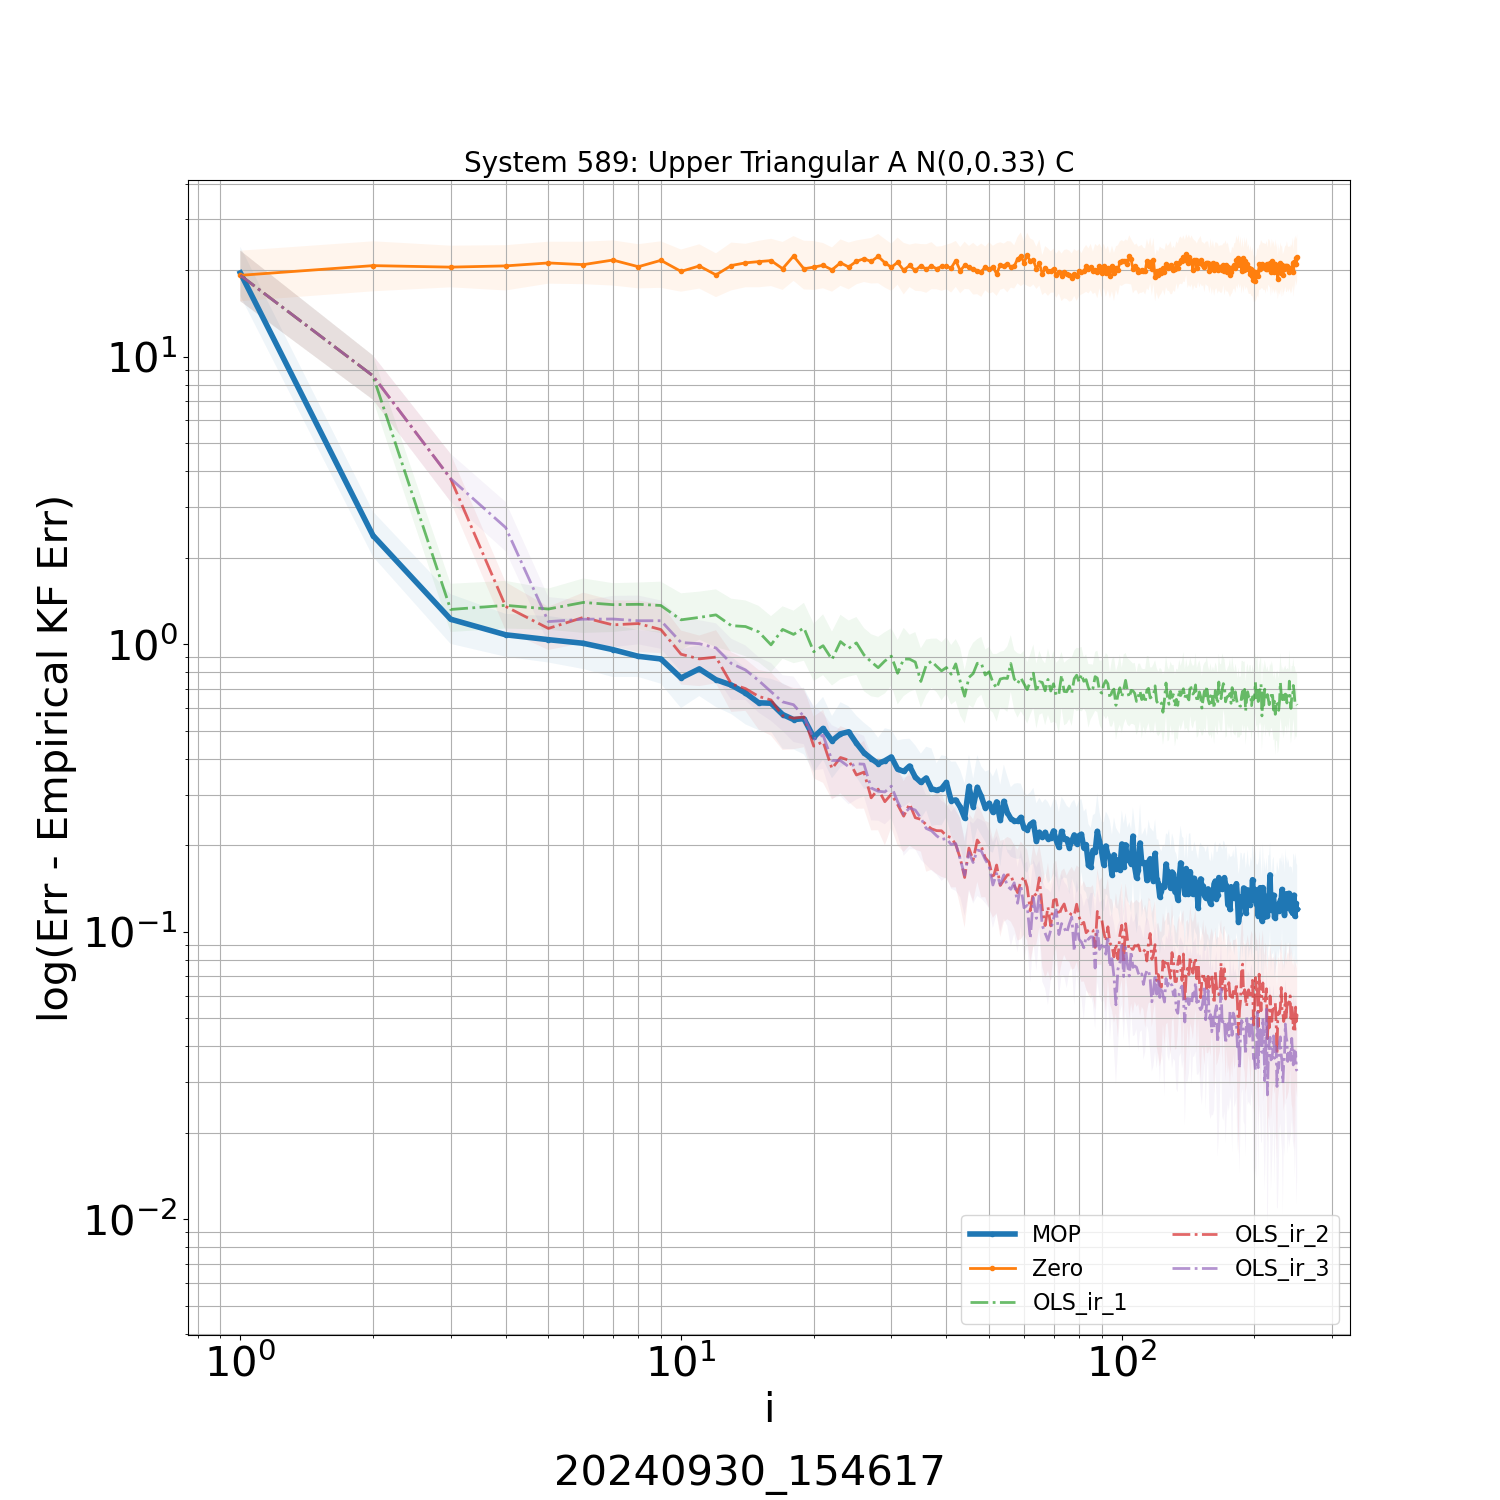 System 589: Upper Triangular A N(0,0.33) C
log(Err - Empirical KF Err)
10¹
10⁰
10⁻¹
10⁻²
MOP
Zero
OLS_ir_1
OLS_ir_2
OLS_ir_3
10⁰ 10¹ 10²
i
20240930_154617